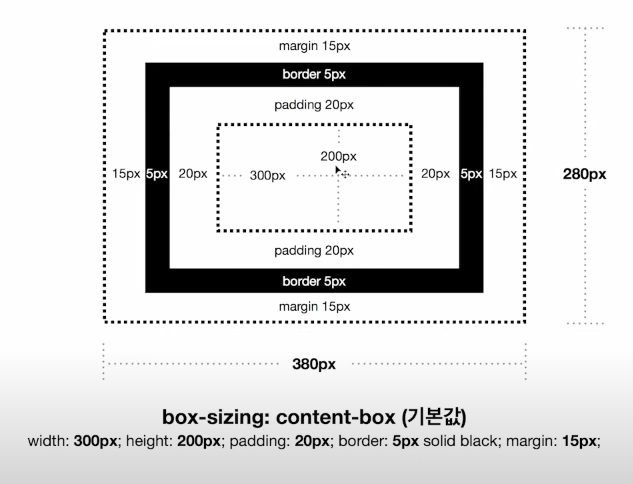 margin 15px
border 5px
padding 20px
200px
15px 5px 20px 300px 20px 5px 15px 280px
padding 20px
border 5px
margin 15px
380px
box-sizing: content-box (기본값)
width: 300px; height: 200px; padding: 20px; border: 5px solid black; margin: 15px;